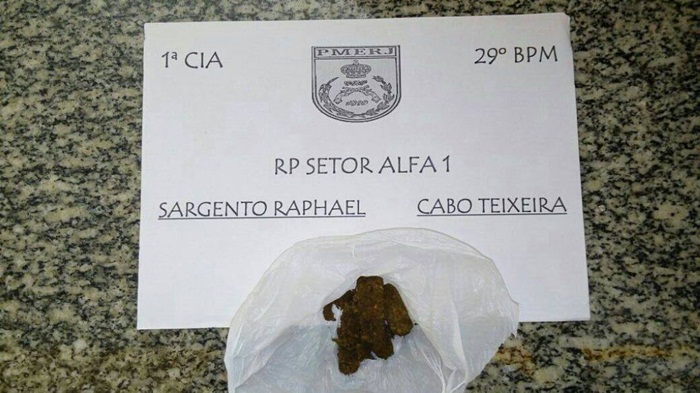 1ª CIA
PMERJ
29º BPM
RP SETOR ALFA 1
SARGENTO RAPHAEL
CABO TEIXEIRA